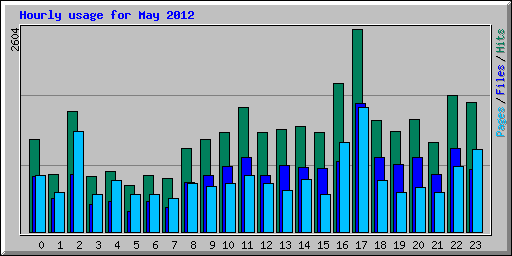 Hourly usage for May 2012
2604
Pages / Files / Hits
0 1 2 3 4 5 6 7 8 9 10 11 12 13 14 15 16 17 18 19 20 21 22 23